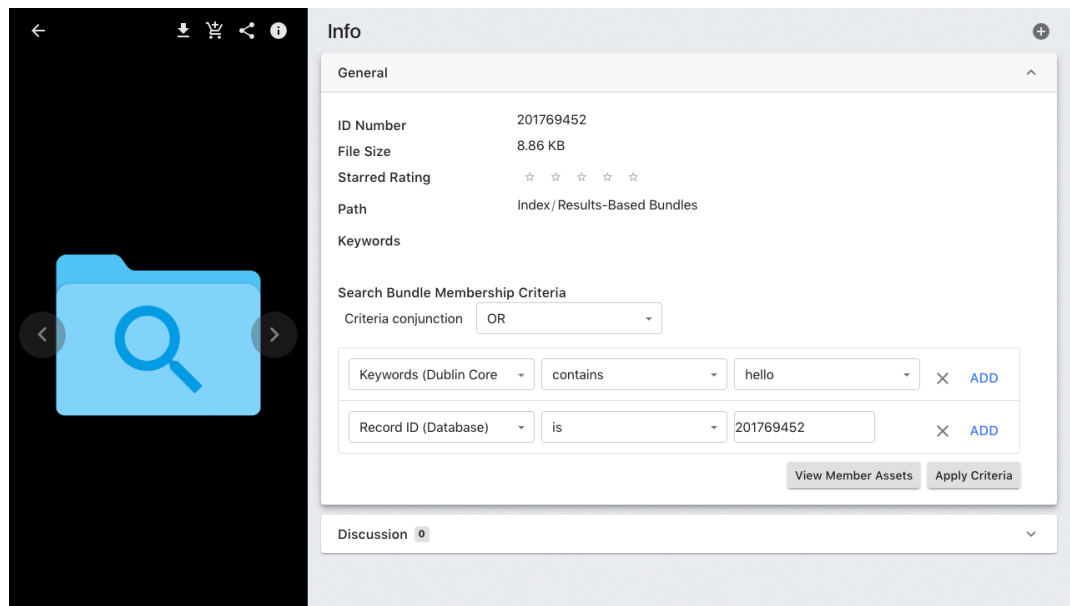 Info
General
ID Number 201769452
File Size 8.86 KB
Starred Rating
Path Index/Results-Based Bundles
Keywords
Search Bundle Membership Criteria
Criteria conjunction OR
Keywords (Dublin Core contains hello ADD
Record ID (Database) is 201769452 ADD
View Member Assets Apply Criteria
Discussion 0